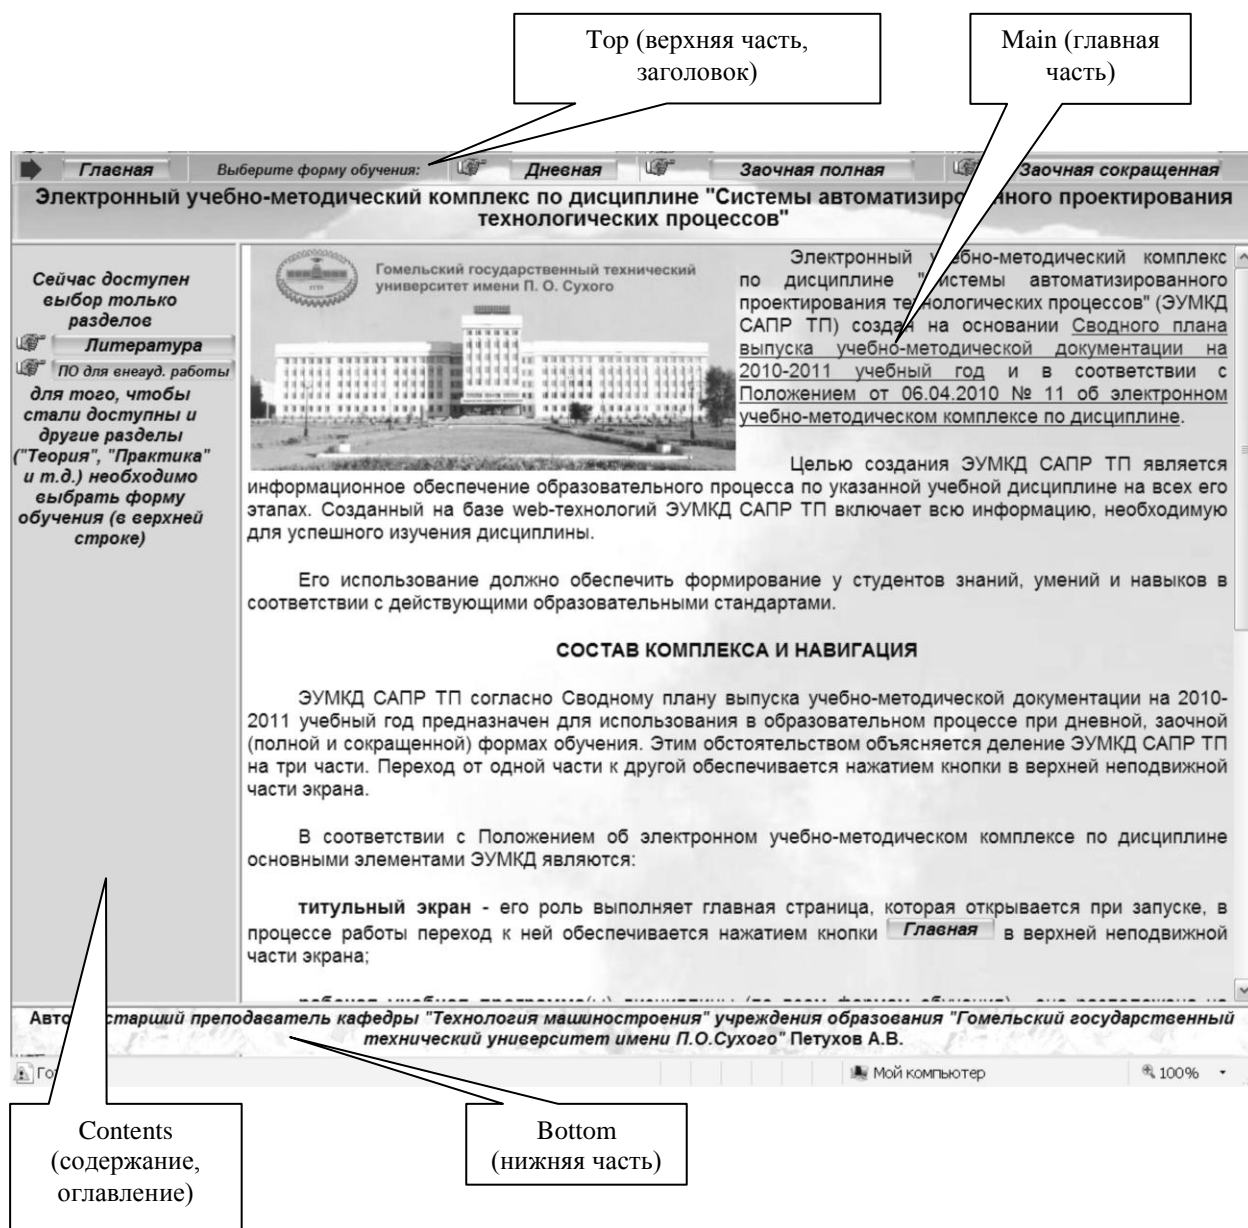 Top (верхняя часть,
заголовок)
Main (главная
часть)
Главная
Выберите форму обучения:
Дневная
Заочная полная
Заочная сокращенная
Электронный учебно-методический комплекс по дисциплине "Системы автоматизированного проектирования
технологических процессов"
Сейчас доступен
выбор только
разделов
Литература
ПО для внеауд. работы
для того, чтобы
стали доступны и
другие разделы
("Теория", "Практика"
и т.д.) необходимо
выбрать форму
обучения (в верхней
строке)
Гомельский государственный технический
университет имени П. О. Сухого
Электронный учебно-методический комплекс
по дисциплине "Системы автоматизированного
проектирования технологических процессов" (ЭУМКД
САПР ТП) создан на основании Сводного плана
выпуска учебно-методической документации на
2010-2011 учебный год и в соответствии с
Положением от 06.04.2010 № 11 об электронном
учебно-методическом комплексе по дисциплине.
Целью создания ЭУМКД САПР ТП является
информационное обеспечение образовательного процесса по указанной учебной дисциплине на всех его
этапах. Созданный на базе web-технологий ЭУМКД САПР ТП включает всю информацию, необходимую
для успешного изучения дисциплины.
Его использование должно обеспечить формирование у студентов знаний, умений и навыков в
соответствии с действующими образовательными стандартами.
СОСТАВ КОМПЛЕКСА И НАВИГАЦИЯ
ЭУМКД САПР ТП согласно Сводному плану выпуска учебно-методической документации на 2010-
2011 учебный год предназначен для использования в образовательном процессе при дневной, заочной
(полной и сокращенной) формах обучения. Этим обстоятельством объясняется деление ЭУМКД САПР ТП
на три части. Переход от одной части к другой обеспечивается нажатием кнопки в верхней неподвижной
части экрана.
В соответствии с Положением об электронном учебно-методическом комплексе по дисциплине
основными элементами ЭУМКД являются:
титульный экран - его роль выполняет главная страница, которая открывается при запуске, в
процессе работы переход к ней обеспечивается нажатием кнопки Главная в верхней неподвижной
части экрана;
рабочая учебная программа(ы) дисциплины (по всем формам обучения)
Авто старший преподаватель кафедры "Технология машиностроения" учреждения образования "Гомельский государственный
технический университет имени П.О.Сухого" Петухов А.В.
Го
Мой компьютер
100%
Contents
(содержание,
оглавление)
Bottom
(нижняя часть)